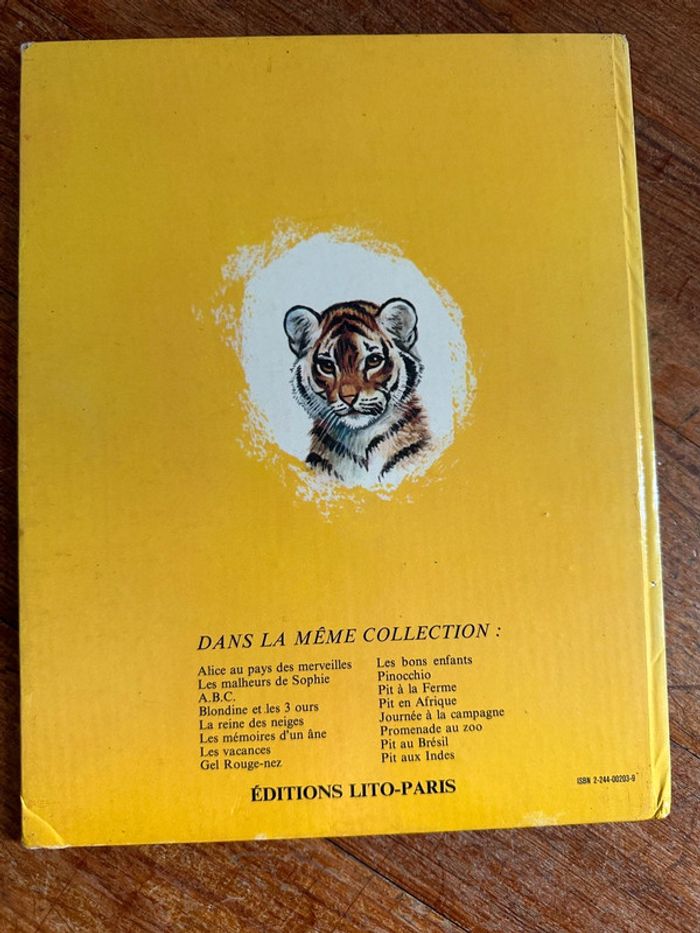 DANS LA MÊME COLLECTION :
Alice au pays des merveilles
Les malheurs de Sophie
A.B.C.
Blondine et les 3 ours
La reine des neiges
Les mémoires d'un âne
Les vacances
Gel Rouge-nez
Les bons enfants
Pinocchio
Pit à la Ferme
Pit en Afrique
Journée à la campagne
Promenade au zoo
Pit au Brésil
Pit aux Indes
ÉDITIONS LITO-PARIS
ISBN 2-244-00203-9